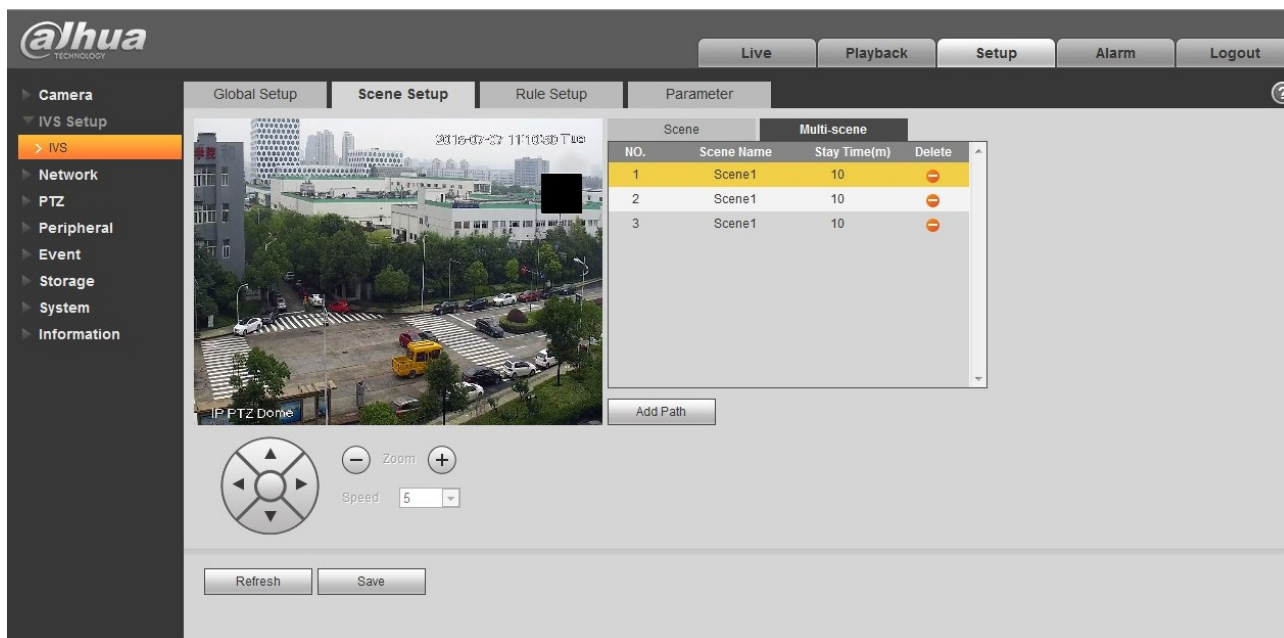 alhua
TECHNOLOGY
Live
Playback
Setup
Alarm
Logout
Camera
IVS Setup
IVS
Network
PTZ
Peripheral
Event
Storage
System
Information
Global Setup
Scene Setup
Rule Setup
Parameter
学院
IP PTZ Dome
Zoom
Speed 5
Scene
Multi-scene
NO. Scene Name Stay Time(m) Delete
1 Scene1 10
2 Scene1 10
3 Scene1 10
Add Path
Refresh
Save